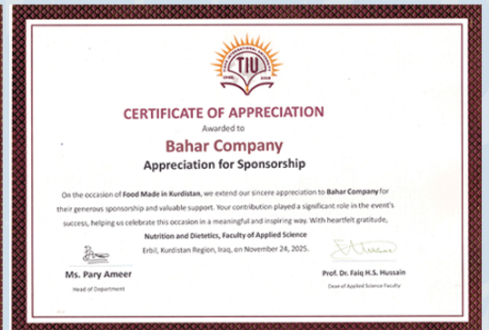 TIU
CERTIFICATE OF APPRECIATION
Awarded to
Bahar Company
Appreciation for Sponsorship
On the occasion of Food Made in Kurdistan, we extend our sincere appreciation to Bahar Company for
their generous sponsorship and valuable support. Your contribution played a significant role in the event's
success, helping us celebrate this occasion in a meaningful and inspiring way. With heartfelt gratitude,
Nutrition and Dietetics, Faculty of Applied Science
Erbil, Kurdistan Region, Iraq, on November 24, 2025.
Ms. Pary Ameer
Head of Department
Prof. Dr. Faiq H.S. Hussain
Dean of Applied Science Faculty